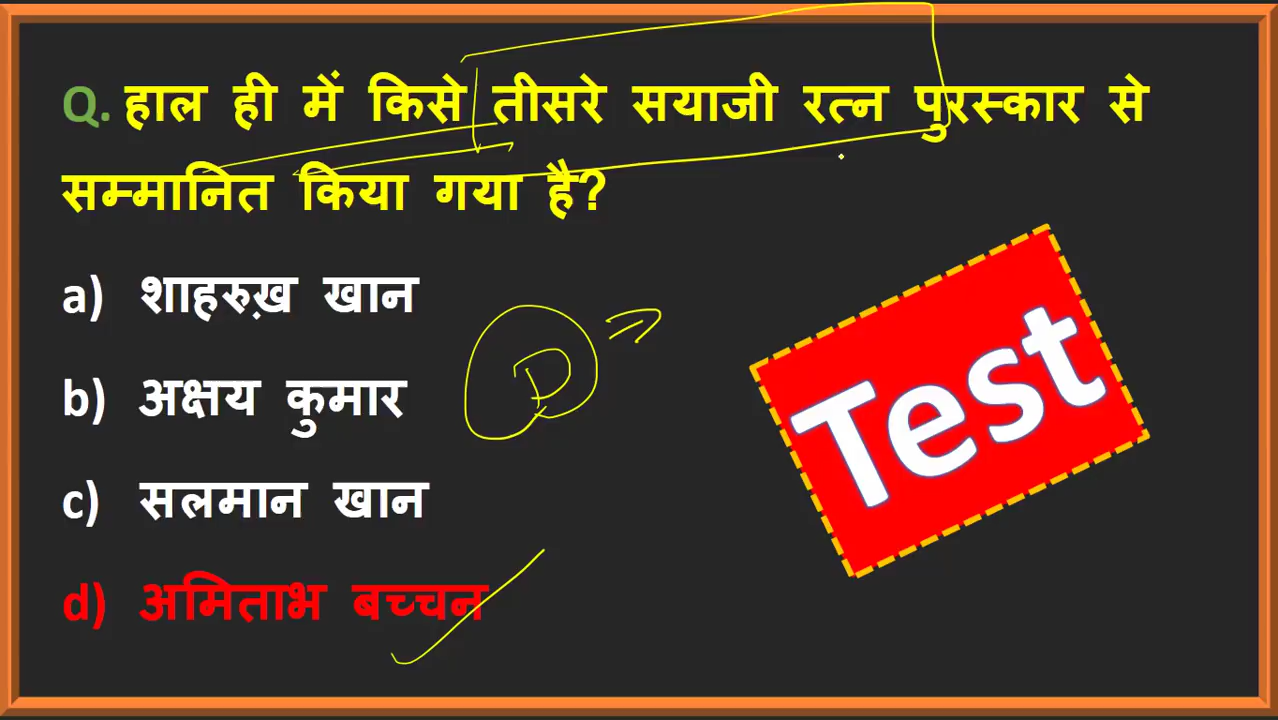 Q. हाल ही में किसे तीसरे सयाजी रत्न पुरस्कार से
सम्मानित किया गया है?
a) शाहरुख़ खान
b) अक्षय कुमार
D
c) सलमान खान
d) अमिताभ बच्चन
Test